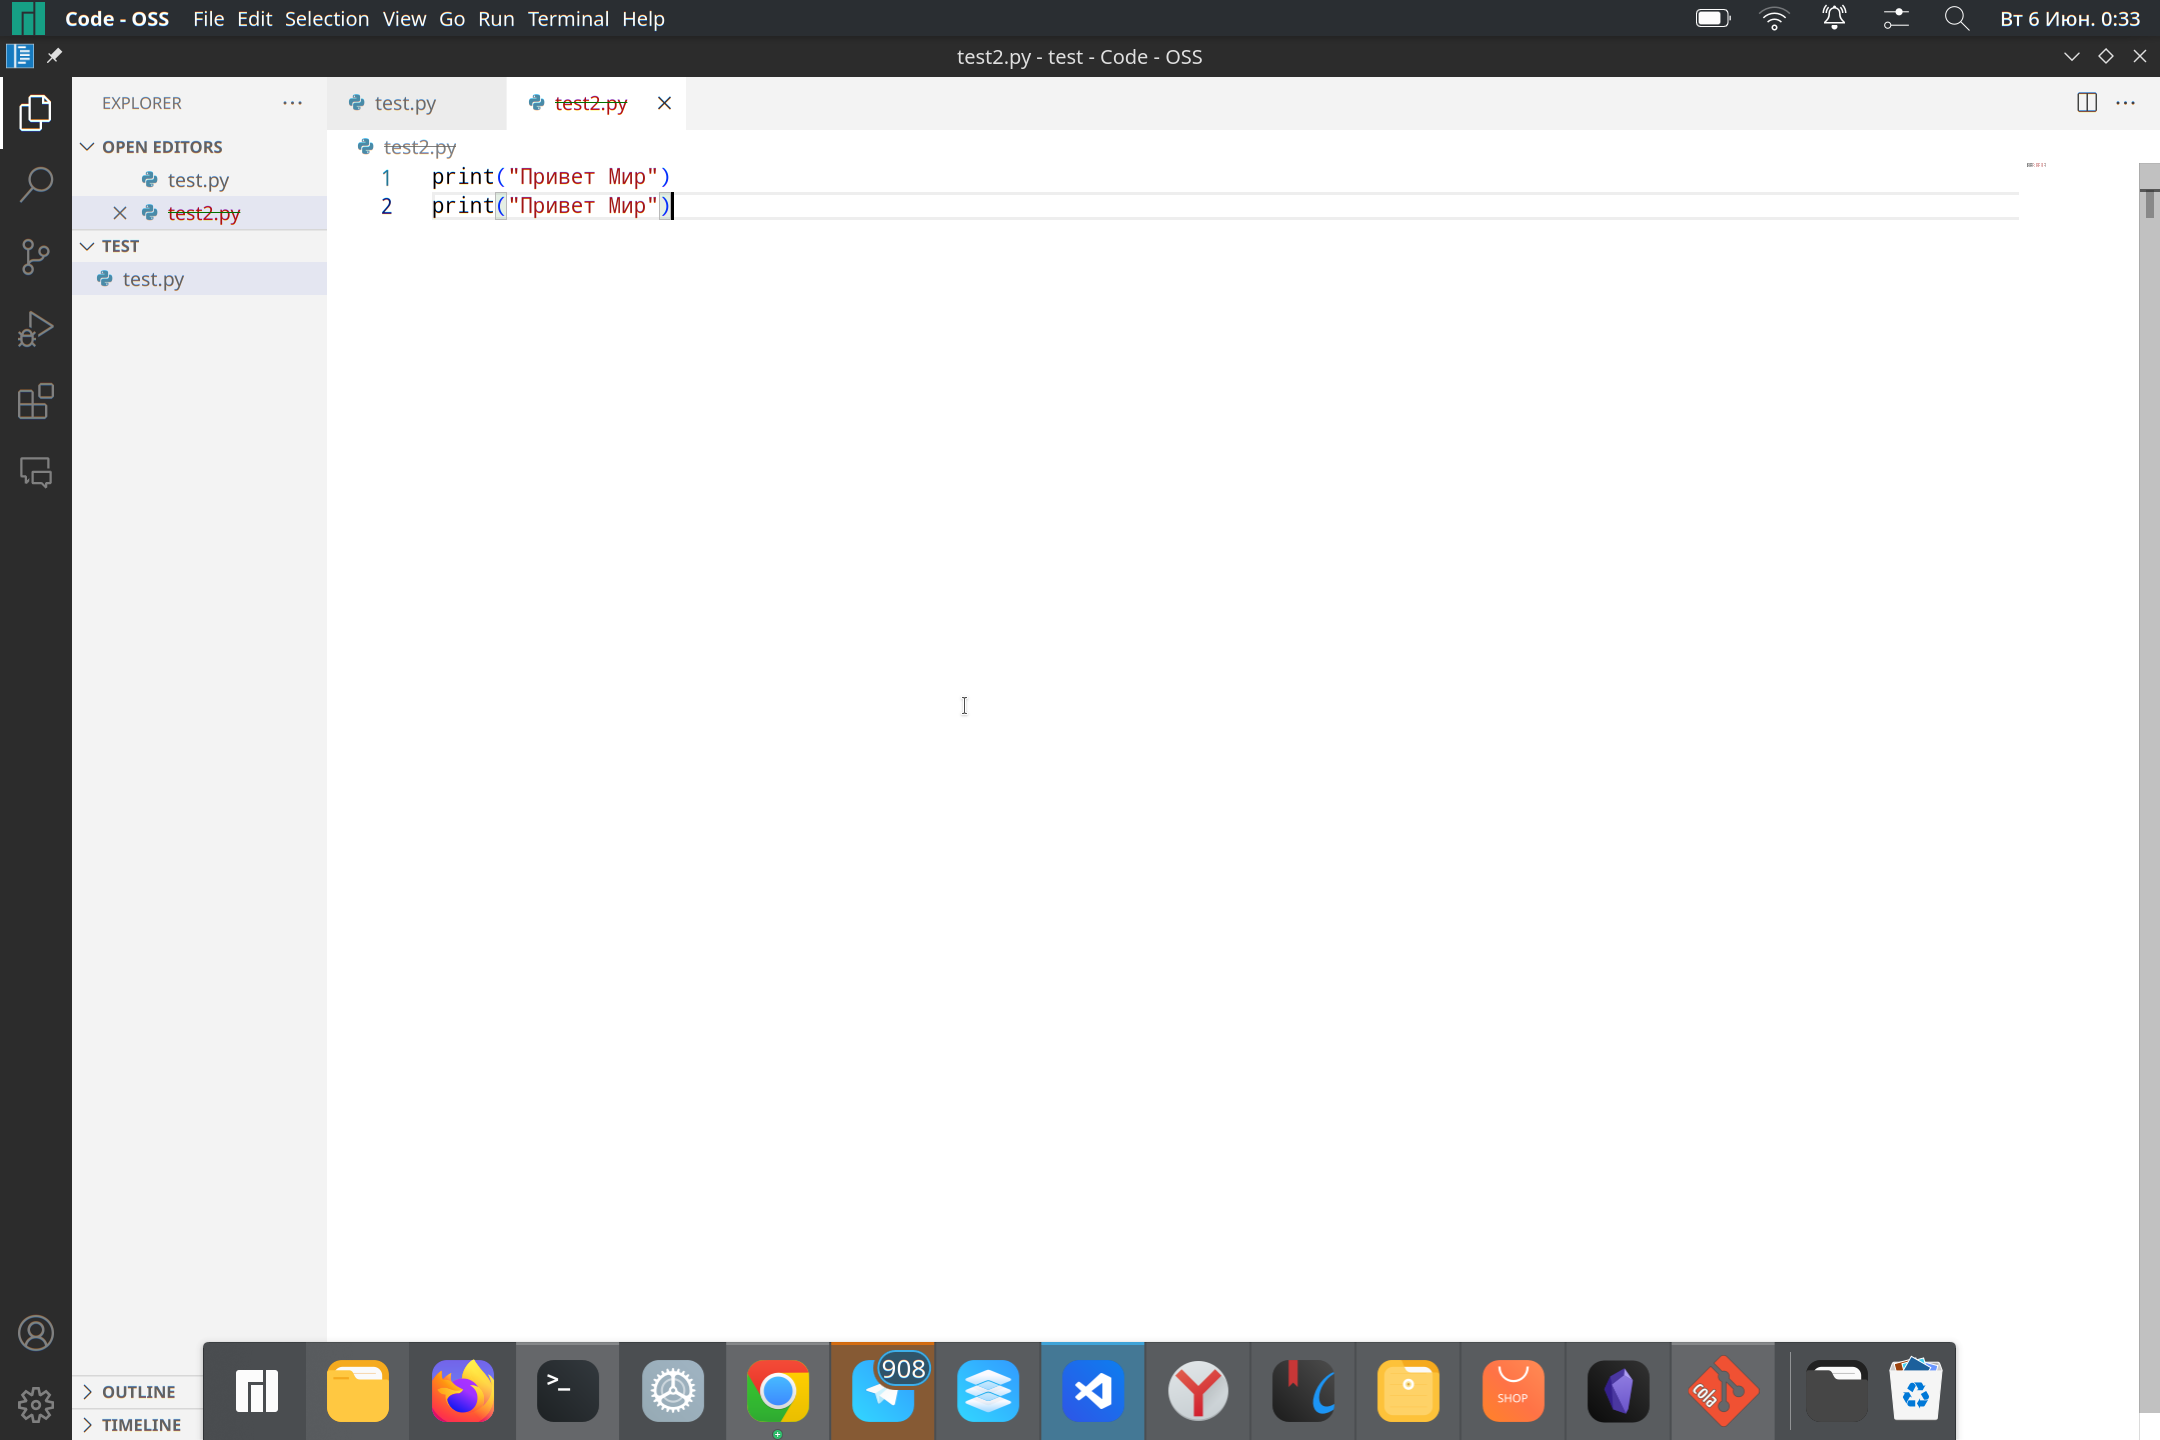 Code - OSS File Edit Selection View Go Run Terminal Help Вт 6 Июн. 0:33
test2.py - test - Code - OSS
EXPLORER
OPEN EDITORS
test.py
test2.py
TEST
test.py
OUTLINE
TIMELINE
test.py test2.py
test2.py
1 print("Привет Мир")
2 print("Привет Мир")
>_
908
SHOP
cola